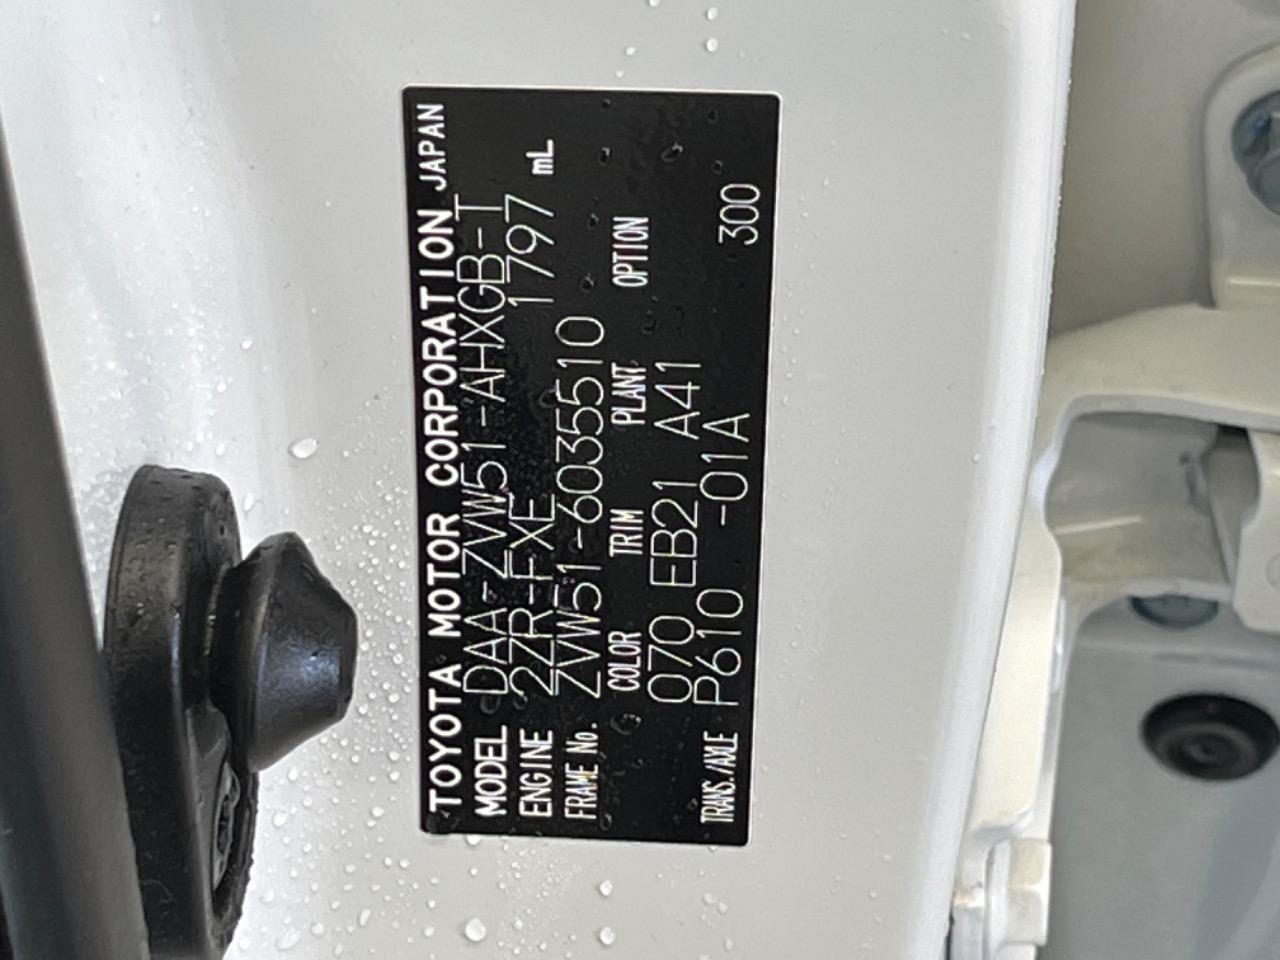 TOYOTA MOTOR CORPORATION JAPAN
MODEL DAA-ZVW51-AHXGB-T
ENGINE 2ZR-FXE 1797 mL
FRAME No. ZVW51-6035510
COLOR TRIM PLANT OPTION
070 EB21 A41
TRANS./AXLE P610 -01A 300